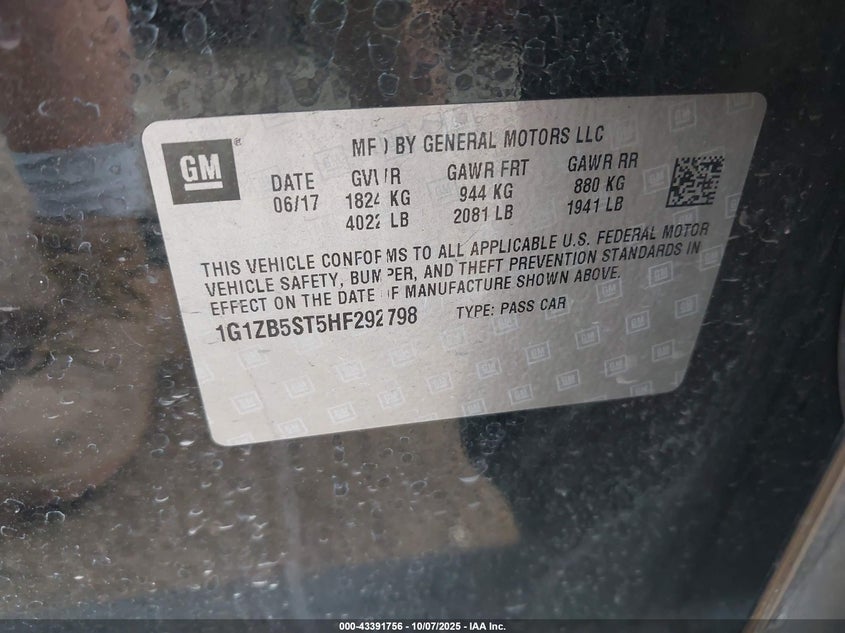 GM ®
MFD BY GENERAL MOTORS LLC
DATE GVWR GAWR FRT GAWR RR
06/17 1824 KG 944 KG 880 KG
4022 LB 2081 LB 1941 LB
THIS VEHICLE CONFORMS TO ALL APPLICABLE U.S. FEDERAL MOTOR
VEHICLE SAFETY, BUMPER, AND THEFT PREVENTION STANDARDS IN
EFFECT ON THE DATE OF MANUFACTURE SHOWN ABOVE.
1G1ZB5ST5HF292798 TYPE: PASS CAR
000-43391756 - 10/07/2025 - IAA Inc.